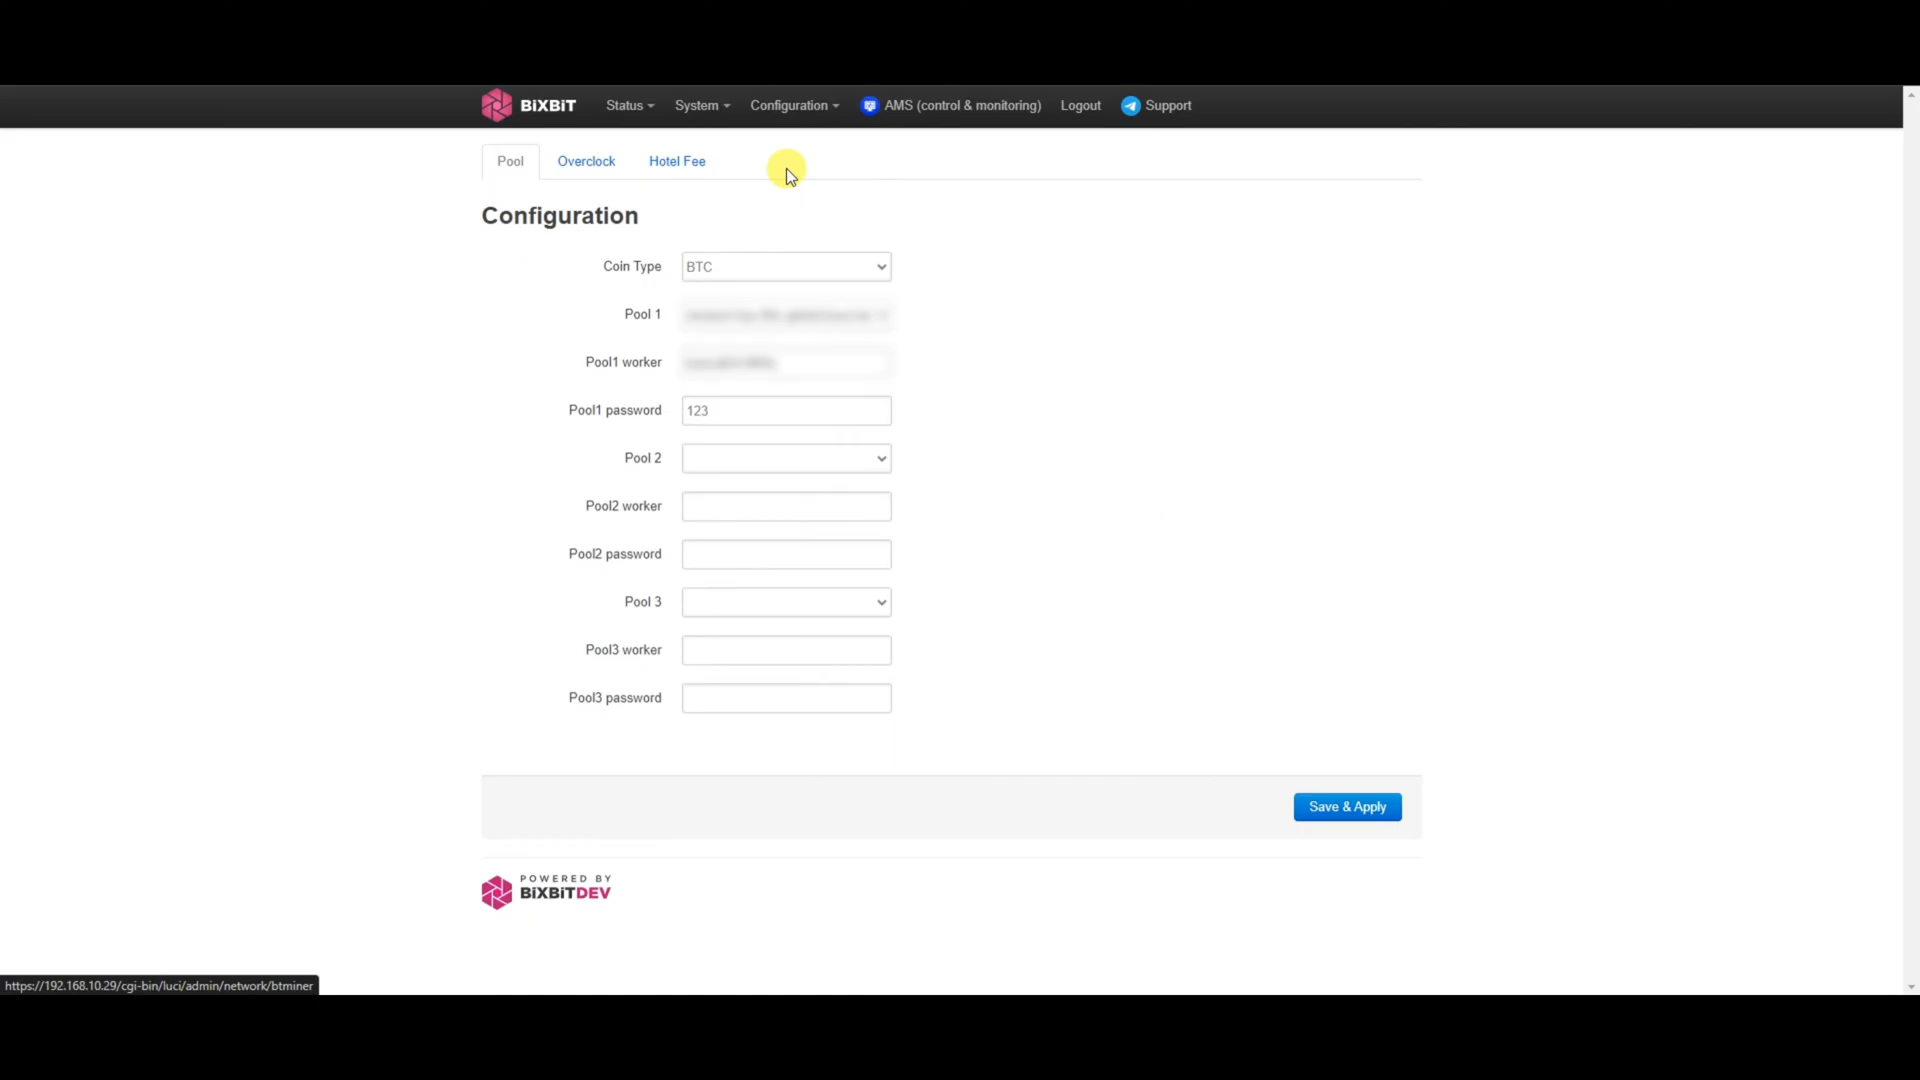 BiXBiT Status System Configuration AMS (control & monitoring) Logout Support
Pool Overclock Hotel Fee
Configuration
Coin Type BTC
Pool 1
Pool1 worker
Pool1 password 123
Pool 2
Pool2 worker
Pool2 password
Pool 3
Pool3 worker
Pool3 password
Save & Apply
POWERED BY
BiXBiTDEV
https://192.168.10.29/cgi-bin/luci/admin/network/btminer